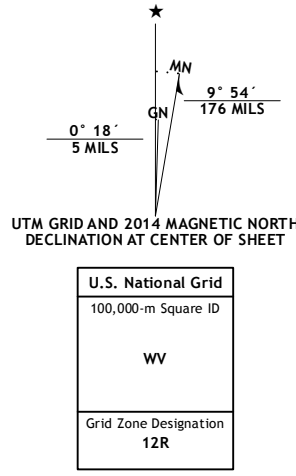 MN
GN
9° 54´
176 MILS
0° 18´
5 MILS
UTM GRID AND 2014 MAGNETIC NORTH
DECLINATION AT CENTER OF SHEET
U.S. National Grid
100,000-m Square ID
WV
Grid Zone Designation
12R